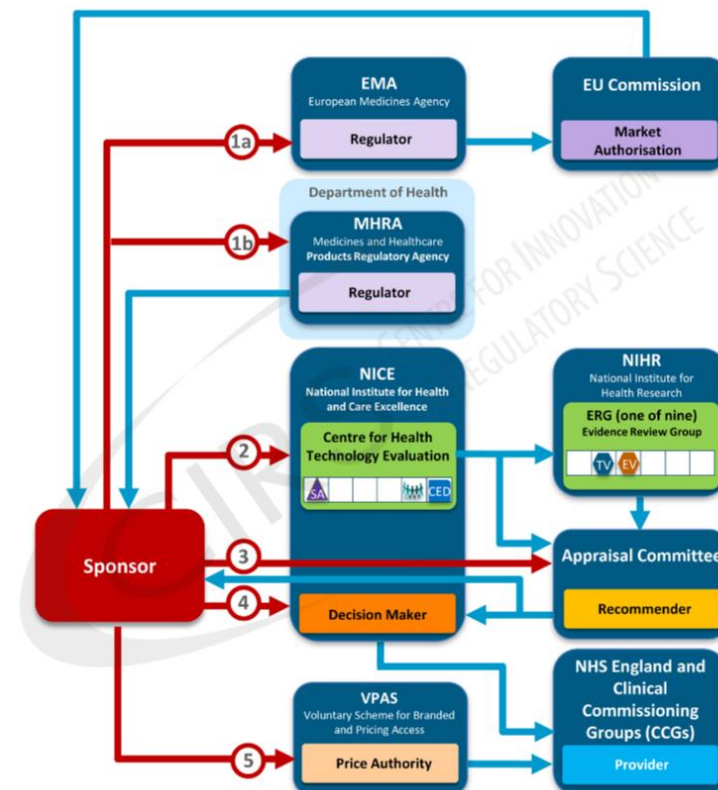 EMA
European Medicines Agency
Regulator
EU Commission
Market
Authorisation
1a
Department of Health
MHRA
Medicines and Healthcare
Products Regulatory Agency
Regulator
1b
NICE
National Institute for Health
and Care Excellence
Centre for Health
Technology Evaluation
SA
CED
Decision Maker
NIHR
National Institute for
Health Research
ERG (one of nine)
Evidence Review Group
TV
EV
2
Sponsor
3
4
Appraisal Committee
Recommender
VPAS
Voluntary Scheme for Branded
and Pricing Access
Price Authority
5
NHS England and
Clinical
Commissioning
Groups (CCGs)
Provider
CIRS
CENTRE FOR INNOVATION
REGULATORY SCIENCE